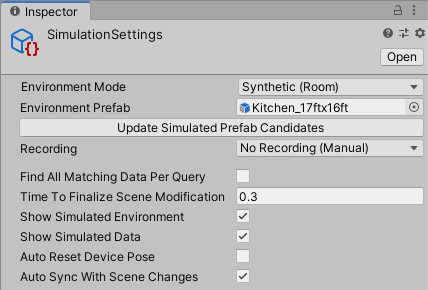 Inspector
SimulationSettings
Open
Environment Mode Synthetic (Room)
Environment Prefab Kitchen_17ftx16ft
Update Simulated Prefab Candidates
Recording No Recording (Manual)
Find All Matching Data Per Query
Time To Finalize Scene Modification 0.3
Show Simulated Environment
Show Simulated Data
Auto Reset Device Pose
Auto Sync With Scene Changes